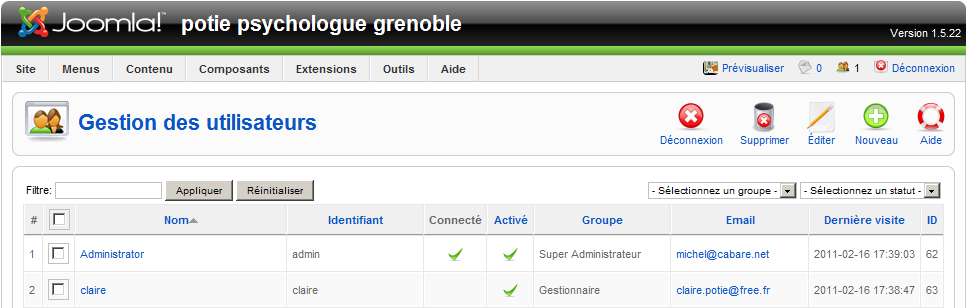 Joomla! potie psychologue grenoble
Version 1.5.22
Site Menus Contenu Composants Extensions Outils Aide Prévisualiser 0 1 Déconnexion
Gestion des utilisateurs
Déconnexion Supprimer Éditer Nouveau Aide
Filtre: Appliquer Réinitialiser - Sélectionnez un groupe - - Sélectionnez un statut -
# Nom Identifiant Connecté Activé Groupe Email Dernière visite ID
1 Administrator admin Super Administrateur michel@cabare.net 2011-02-16 17:39:03 62
2 claire claire Gestionnaire claire.potie@free.fr 2011-02-16 17:38:47 63